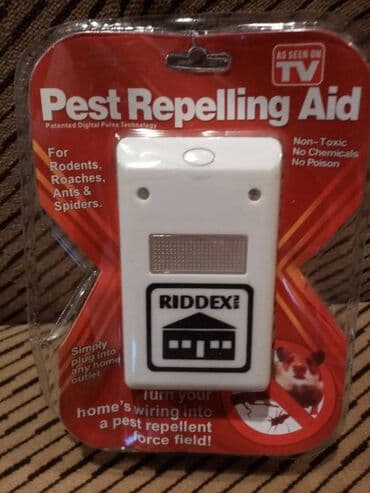 AS SEEN ON
TV
Pest Repelling Aid
Patented Digital Pulse Technology
For
Rodents,
Roaches,
Ants &
Spiders.
Non-Toxic
No Chemicals
No Poison
RIDDEX
Simply
plug into
any home
outlet.
Turn your
home's wiring into
a pest repellent
force field!